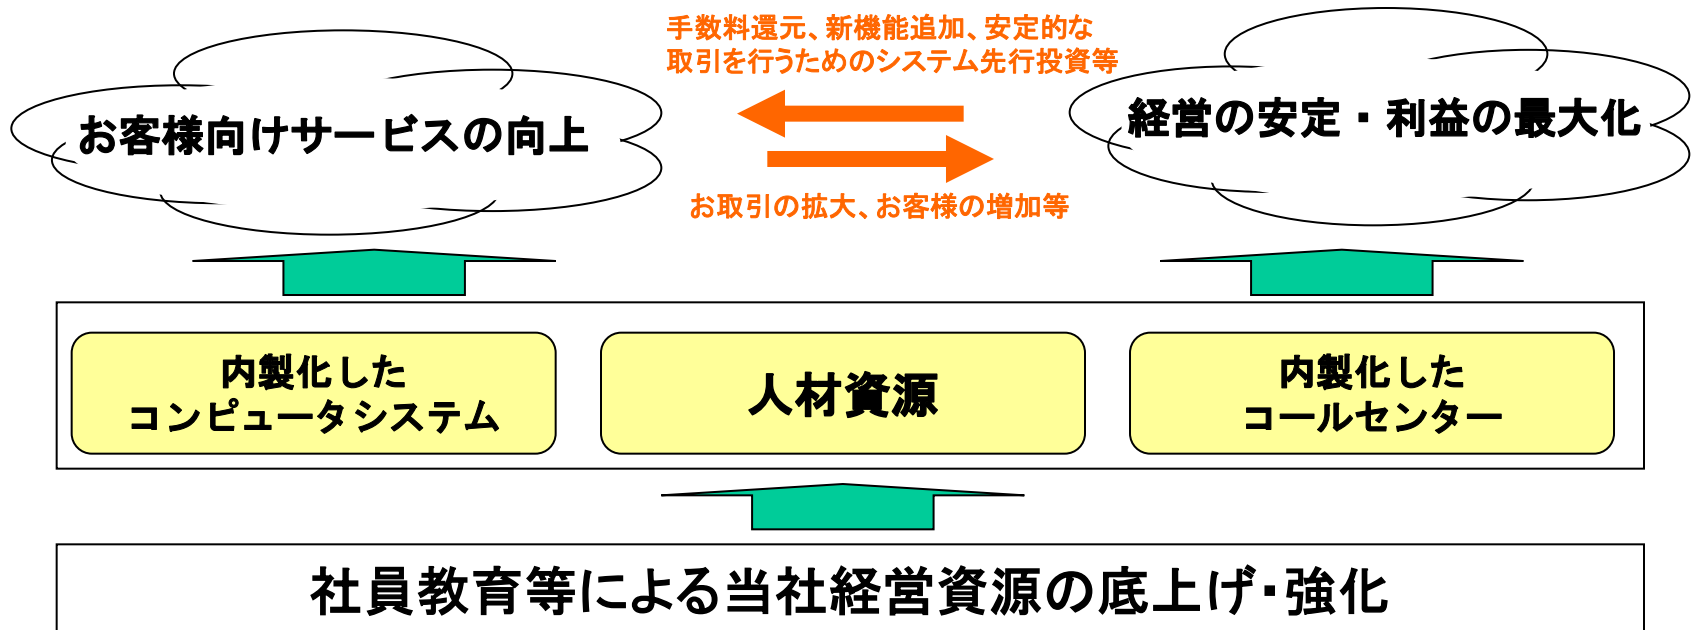 手数料還元、新機能追加、安定的な
取引を行うためのシステム先行投資等
お客様向けサービスの向上
経営の安定・利益の最大化
お取引の拡大、お客様の増加等
内製化した
コンピュータシステム
人材資源
内製化した
コールセンター
社員教育等による当社経営資源の底上げ・強化